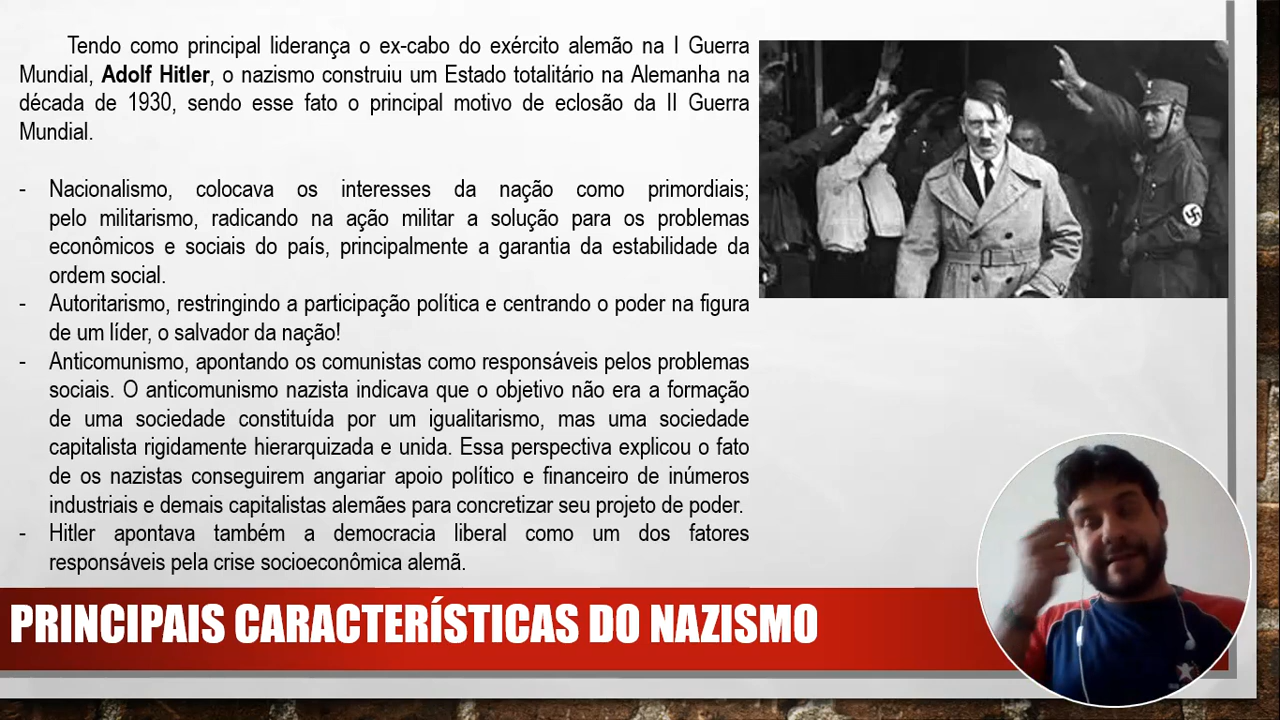 Tendo como principal liderança o ex-cabo do exército alemão na I Guerra
Mundial, Adolf Hitler, o nazismo construiu um Estado totalitário na Alemanha na
década de 1930, sendo esse fato o principal motivo de eclosão da II Guerra
Mundial.
- Nacionalismo, colocava os interesses da nação como primordiais;
pelo militarismo, radicando na ação militar a solução para os problemas
econômicos e sociais do país, principalmente a garantia da estabilidade da
ordem social.
- Autoritarismo, restringindo a participação política e centrando o poder na figura
de um líder, o salvador da nação!
- Anticomunismo, apontando os comunistas como responsáveis pelos problemas
sociais. O anticomunismo nazista indicava que o objetivo não era a formação
de uma sociedade constituída por um igualitarismo, mas uma sociedade
capitalista rigidamente hierarquizada e unida. Essa perspectiva explicou o fato
de os nazistas conseguirem angariar apoio político e financeiro de inúmeros
industriais e demais capitalistas alemães para concretizar seu projeto de poder.
- Hitler apontava também a democracia liberal como um dos fatores
responsáveis pela crise socioeconômica alemã.
PRINCIPAIS CARACTERÍSTICAS DO NAZISMO